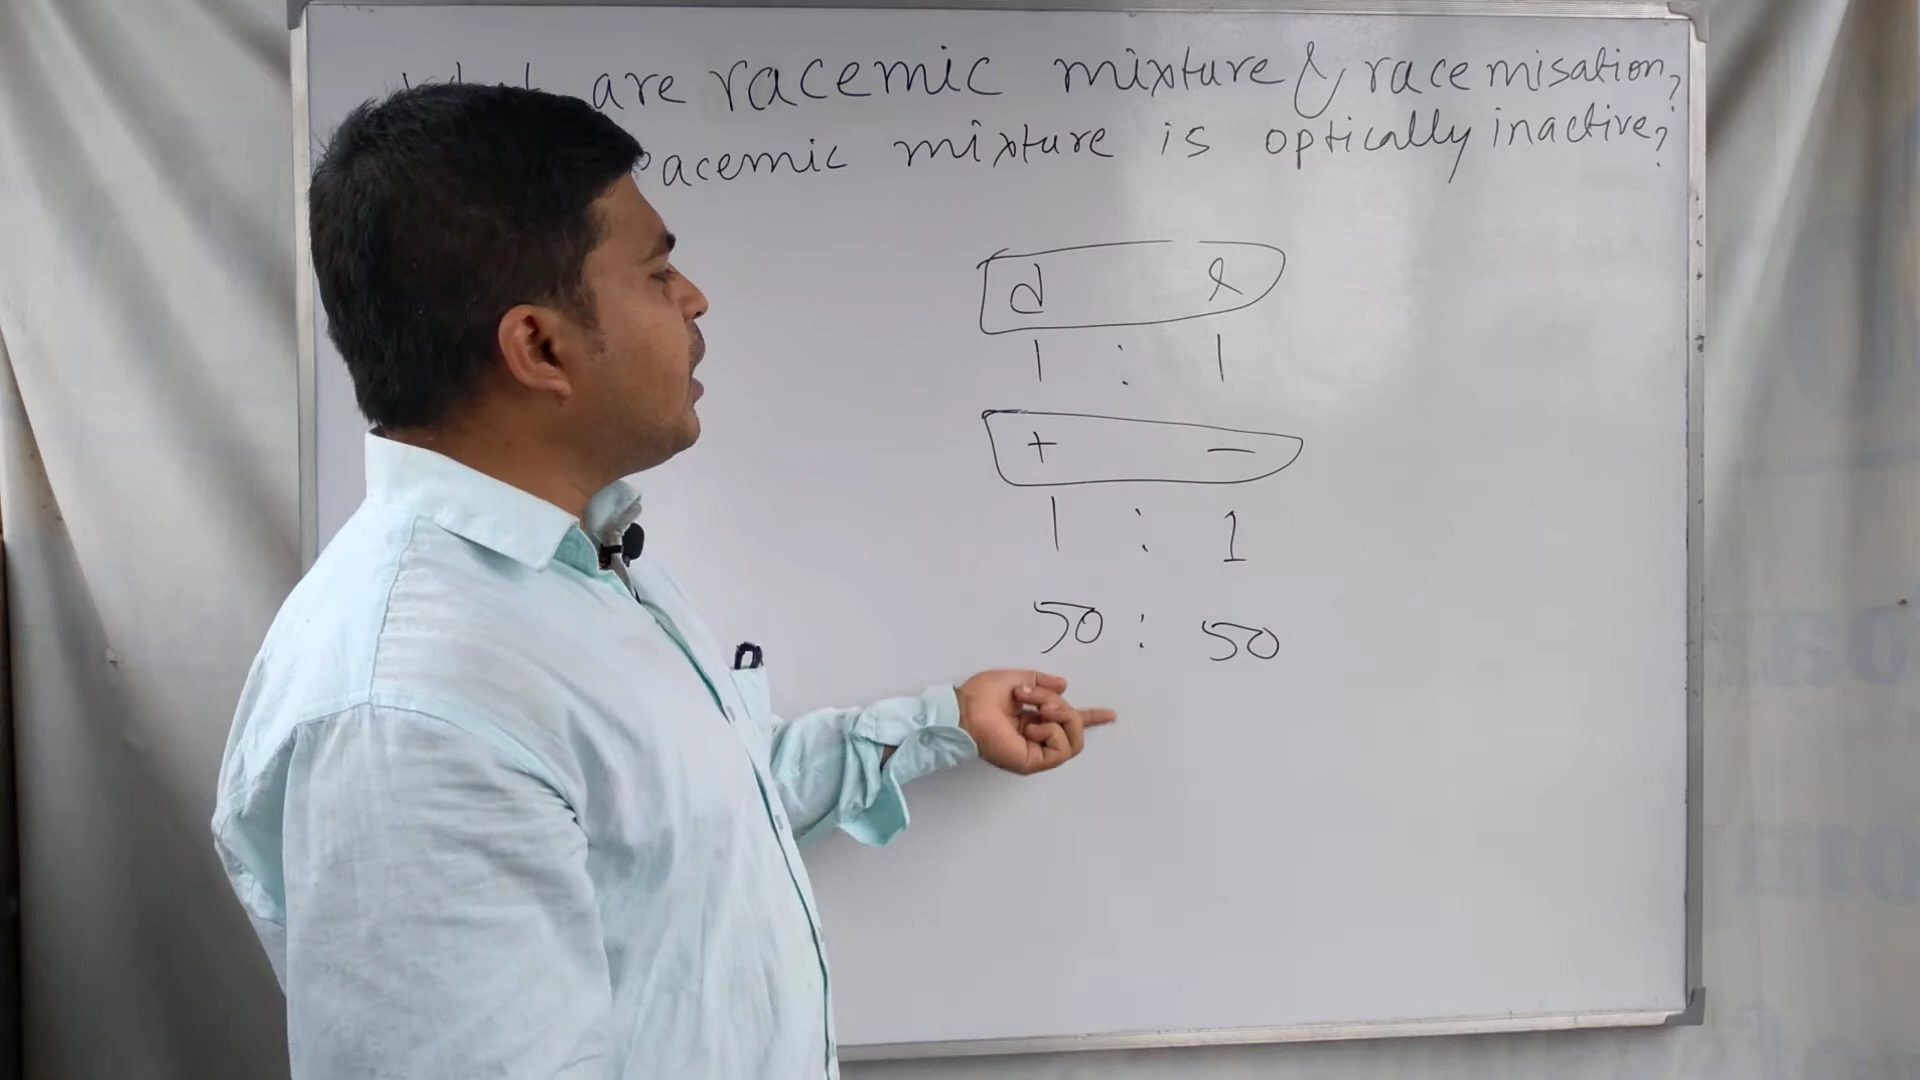 are racemic mixture & racemisation?
racemic mixture is optically inactive?
d l
1 : 1
+ −
1 : 1
50 : 50